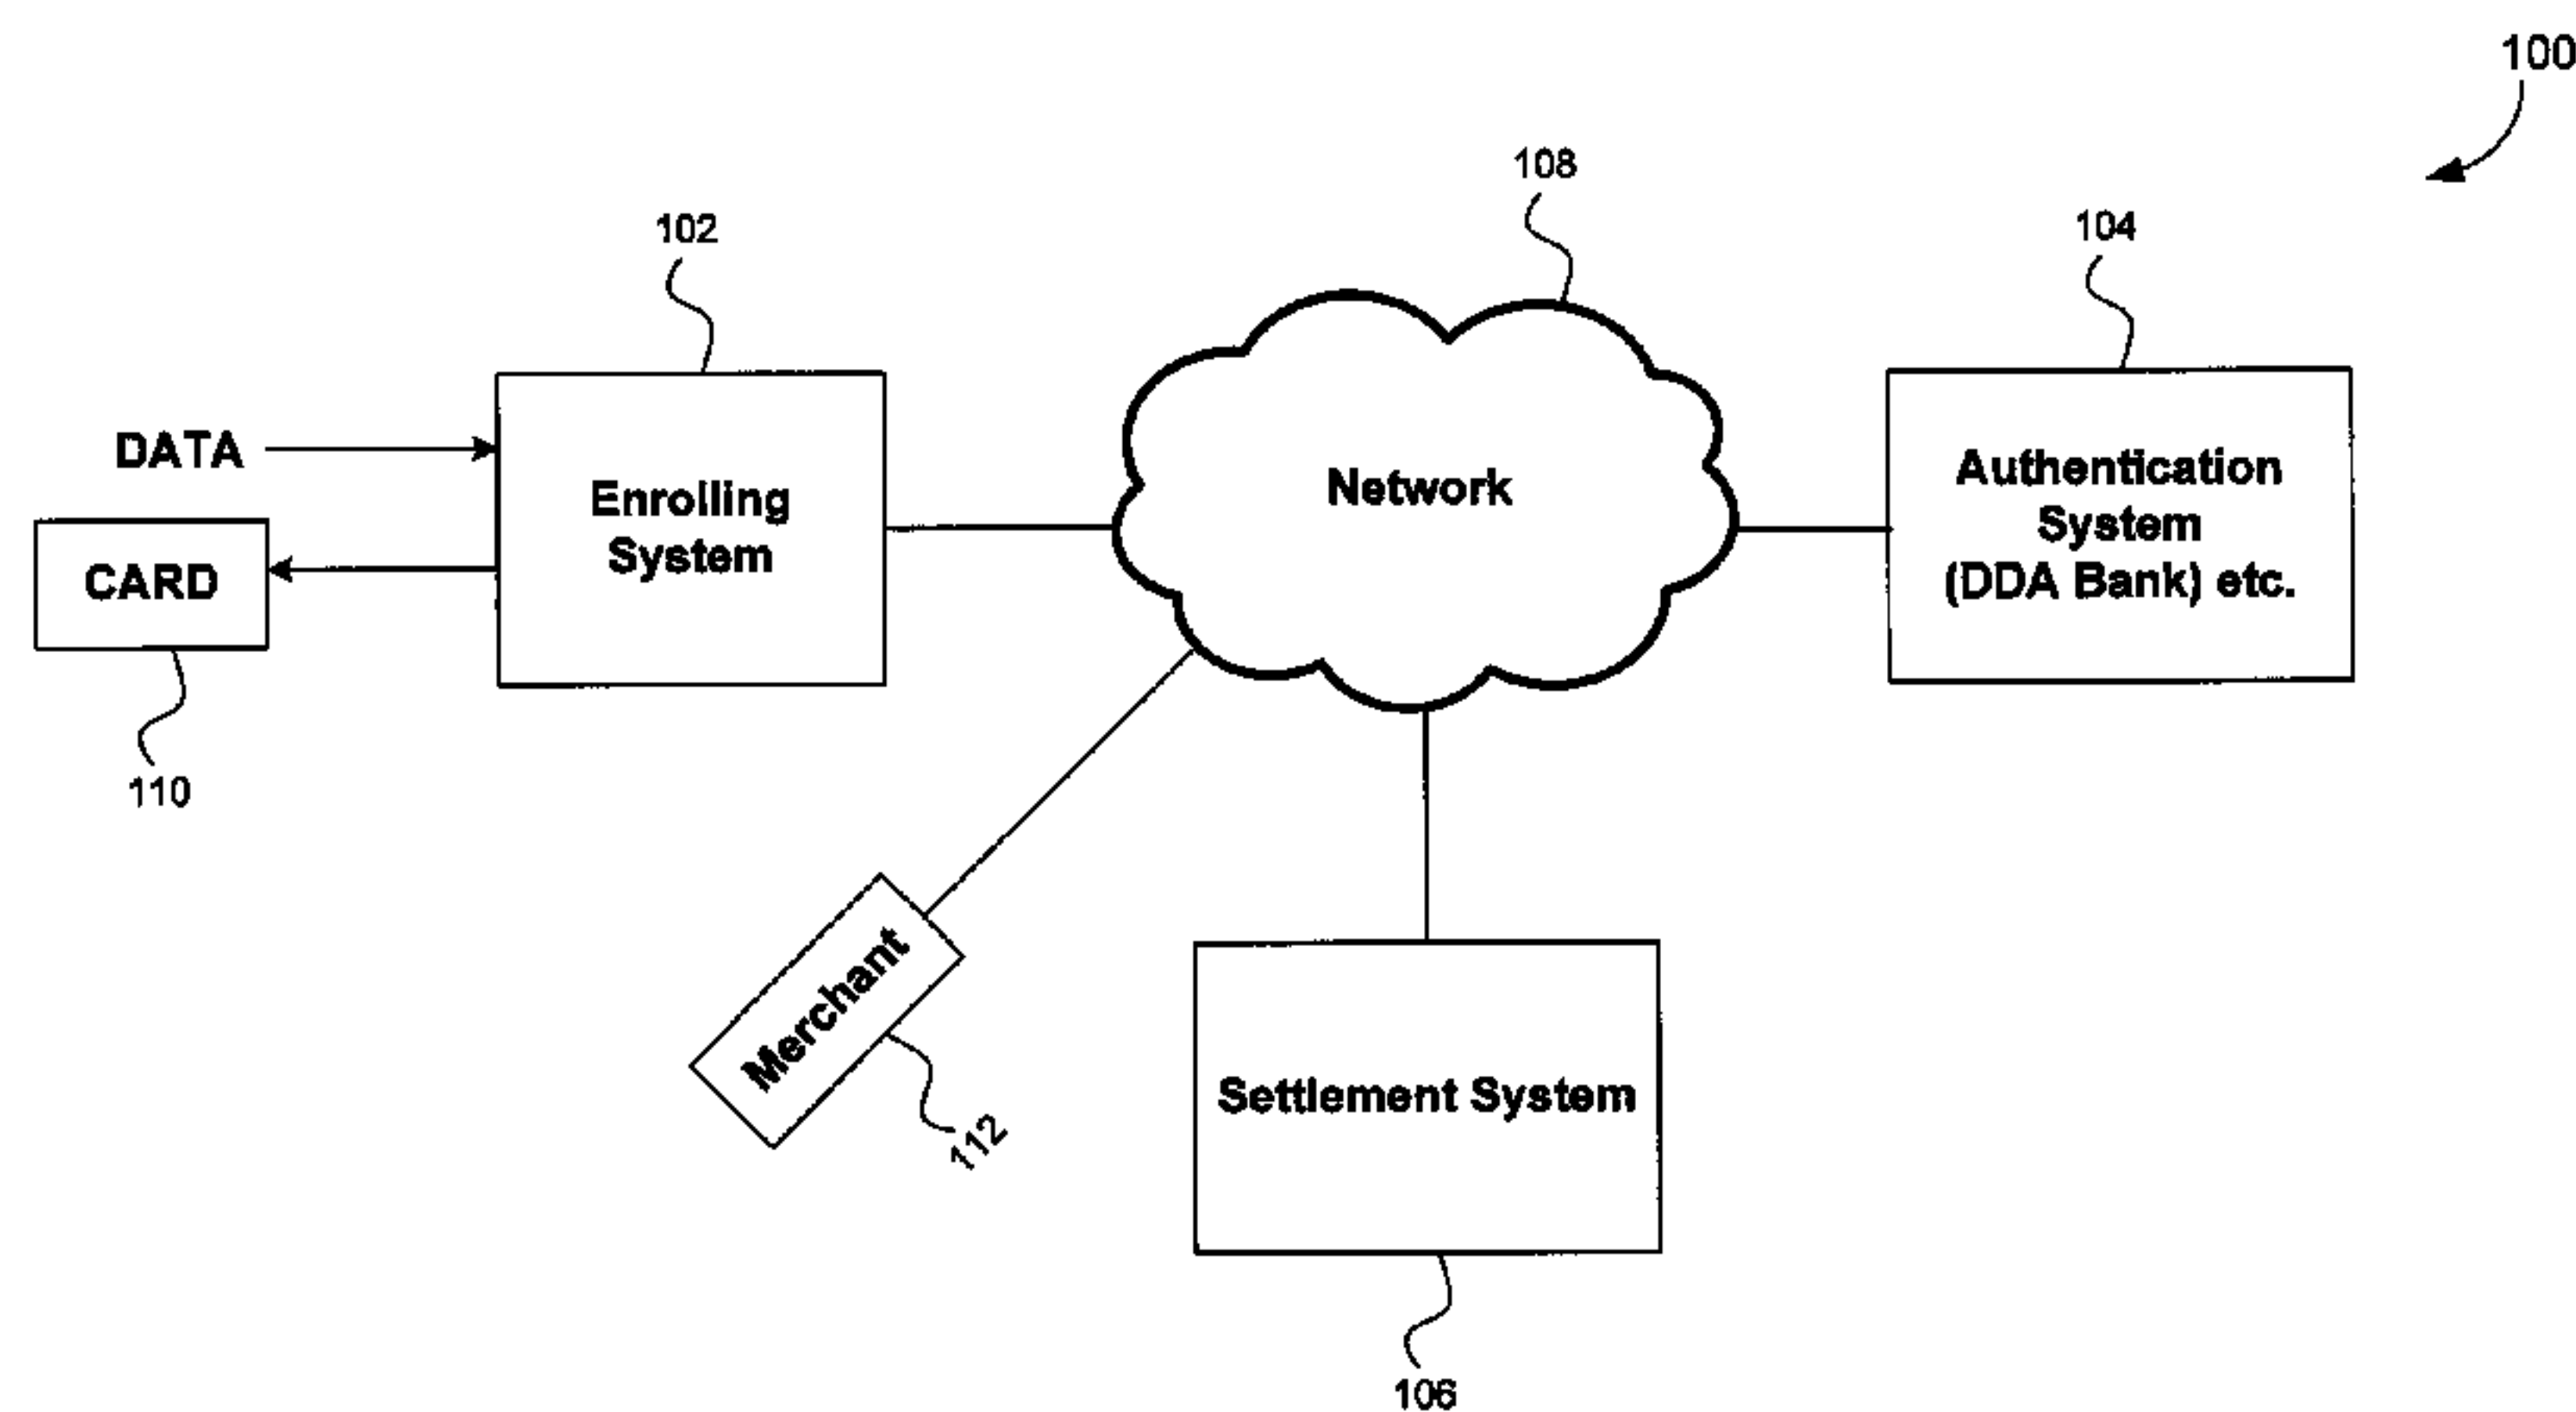 100
108
102
104
DATA
Enrolling
System
CARD
110
Network
Authentication
System
(DDA Bank) etc.
Merchant
112
Settlement System
106